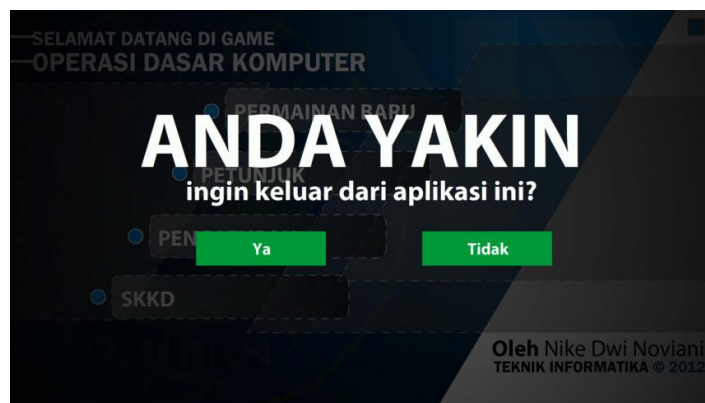 SELAMAT DATANG DI GAME
OPERASI DASAR KOMPUTER
PERMAINAN BARU
ANDA YAKIN
PETUNJUK
ingin keluar dari aplikasi ini?
Ya
Tidak
SKKD
Oleh Nike Dwi Noviani
TEKNIK INFORMATIKA © 2012